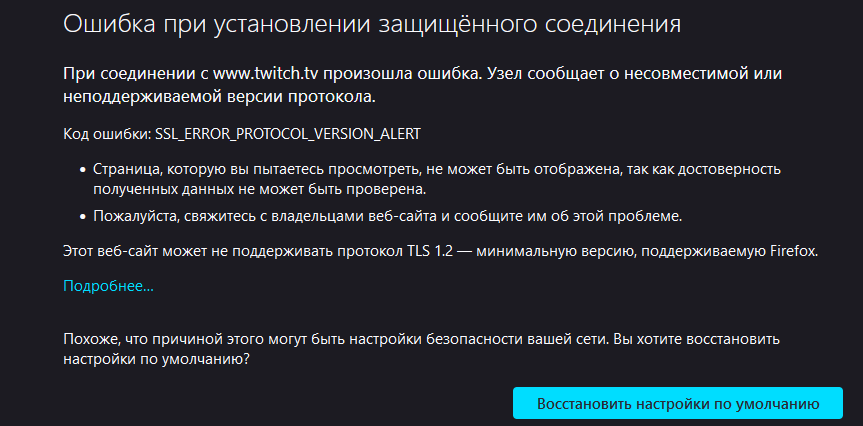 Ошибка при установлении защищённого соединения
При соединении с www.twitch.tv произошла ошибка. Узел сообщает о несовместимой или
неподдерживаемой версии протокола.
Код ошибки: SSL_ERROR_PROTOCOL_VERSION_ALERT
• Страница, которую вы пытаетесь просмотреть, не может быть отображена, так как достоверность
полученных данных не может быть проверена.
• Пожалуйста, свяжитесь с владельцами веб-сайта и сообщите им об этой проблеме.
Этот веб-сайт может не поддерживать протокол TLS 1.2 — минимальную версию, поддерживаемую Firefox.
Подробнее…
Похоже, что причиной этого могут быть настройки безопасности вашей сети. Вы хотите восстановить
настройки по умолчанию?
Восстановить настройки по умолчанию